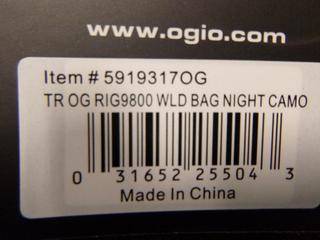 www.ogio.com
Item # 5919317OG
TR OG RIG9800 WLD BAG NIGHT CAMO
0 31652 25504 3
Made In China